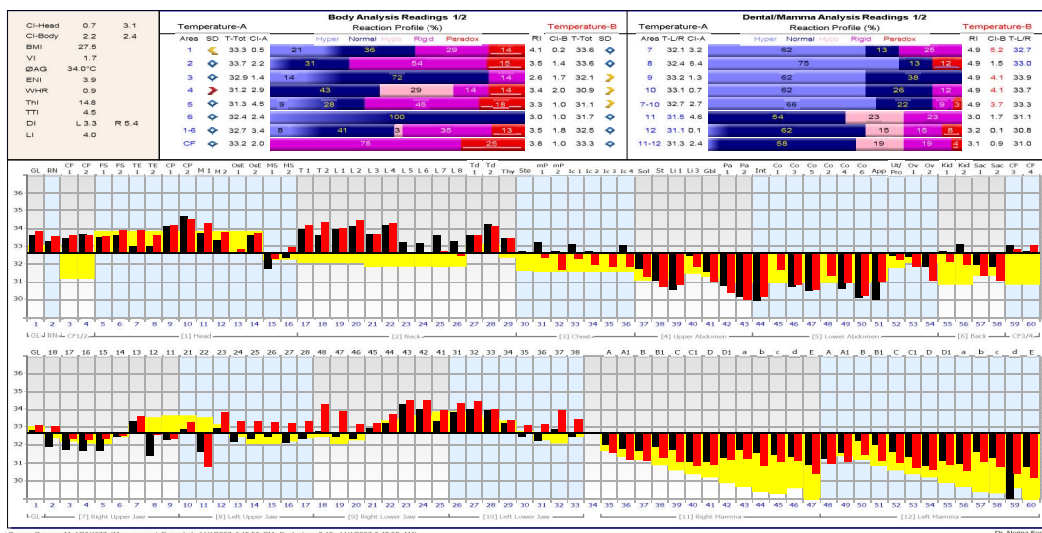 Body Analysis Readings 1/2
Dental/Mamma Analysis Readings 1/2
CI-Head 0.7 3.1
CI-Body 2.2 2.4
BMI 27.5
VI 1.7
ØAG 34.0°C
ENI 3.9
WHR 0.9
ThI 14.8
TTI 4.5
DI L 3.3 R 5.4
LI 4.0
Temperature-A Reaction Profile (%) Temperature-B
Area SD T-Tot CI-A Hyper Normal Hypo Rigid Paradox RI CI-B T-Tot SD
1 33.3 0.5 21 36 29 14 4.1 0.2 33.6
2 33.7 2.2 31 54 15 3.5 1.4 33.6
3 32.9 1.4 14 72 14 2.6 1.7 32.1
4 31.2 2.9 43 29 14 14 3.4 2.0 30.9
5 31.3 4.5 9 28 45 18 3.3 1.0 31.1
6 32.4 2.4 100 3.0 1.0 31.7
1-6 32.7 3.4 8 41 3 35 13 3.5 1.8 32.5
CF 33.2 2.0 75 25 3.8 1.0 33.3
Temperature-A Reaction Profile (%) Temperature-B
Area T-L/R CI-A Hyper Normal Hypo Rigid Paradox RI CI-B T-L/R
7 32.1 3.2 62 13 25 4.9 5.2 32.7
8 32.4 5.4 75 13 12 4.9 1.5 33.0
9 33.2 1.3 62 38 4.9 4.1 33.9
10 33.1 0.7 62 26 12 4.9 4.1 33.7
7-10 32.7 2.7 66 22 9 3 4.9 3.7 33.3
11 31.5 4.6 54 23 23 3.0 1.7 31.1
12 31.1 0.1 62 15 15 8 3.2 0.1 30.8
11-12 31.3 2.4 58 19 19 4 3.1 0.9 31.0
GL RN CF 1 CF 2 FS 1 FS 2 TE 1 TE 2 CP 1 CP 2 M 1 M 2 OsE 1 OsE 2 MS 1 MS 2 T 1 T 2 L 1 L 2 L 3 L 4 L 5 L 6 L 7 L 8 Td 1 Td 2 Thy Ste mP 1 mP 2 Ic 1 Ic 2 Ic 3 Ic 4 Sol St Li 1 Li 3 Gbl Pa 1 Pa 2 Int Co 1 Co 2 Co 3 Co 5 Co 4 Co 6 App Ut/Pro Ov 1 Ov 2 Kid 1 Kid 2 Sac 1 Sac 2 CF 3 CF 4
35
34
33
32
31
30
1 2 3 4 5 6 7 8 9 10 11 12 13 14 15 16 17 18 19 20 21 22 23 24 25 26 27 28 29 30 31 32 33 34 35 36 37 38 39 40 41 42 43 44 45 46 47 48 49 50 51 52 53 54 55 56 57 58 59 60
GL RN CF1/2 [1] Head [2] Neck [3] Chest [4] Upper Abdomen [5] Lower Abdomen [6] Back CF3/4
GL 18 17 16 15 14 13 12 11 21 22 23 24 25 26 27 28 48 47 46 45 44 43 42 41 31 32 33 34 35 36 37 38 A A1 B B1 C C1 D D1 a b c d E A A1 B B1 C C1 D D1 a b c d E
36
34
33
31
30
29
1 2 3 4 5 6 7 8 9 10 11 12 13 14 15 16 17 18 19 20 21 22 23 24 25 26 27 28 29 30 31 32 33 34 35 36 37 38 39 40 41 42 43 44 45 46 47 48 49 50 51 52 53 54 55 56 57 58 59 60
GL [7] Right Upper Jaw [8] Left Upper Jaw [9] Right Lower Jaw [10] Left Lower Jaw [11] Right Mamma [12] Left Mamma